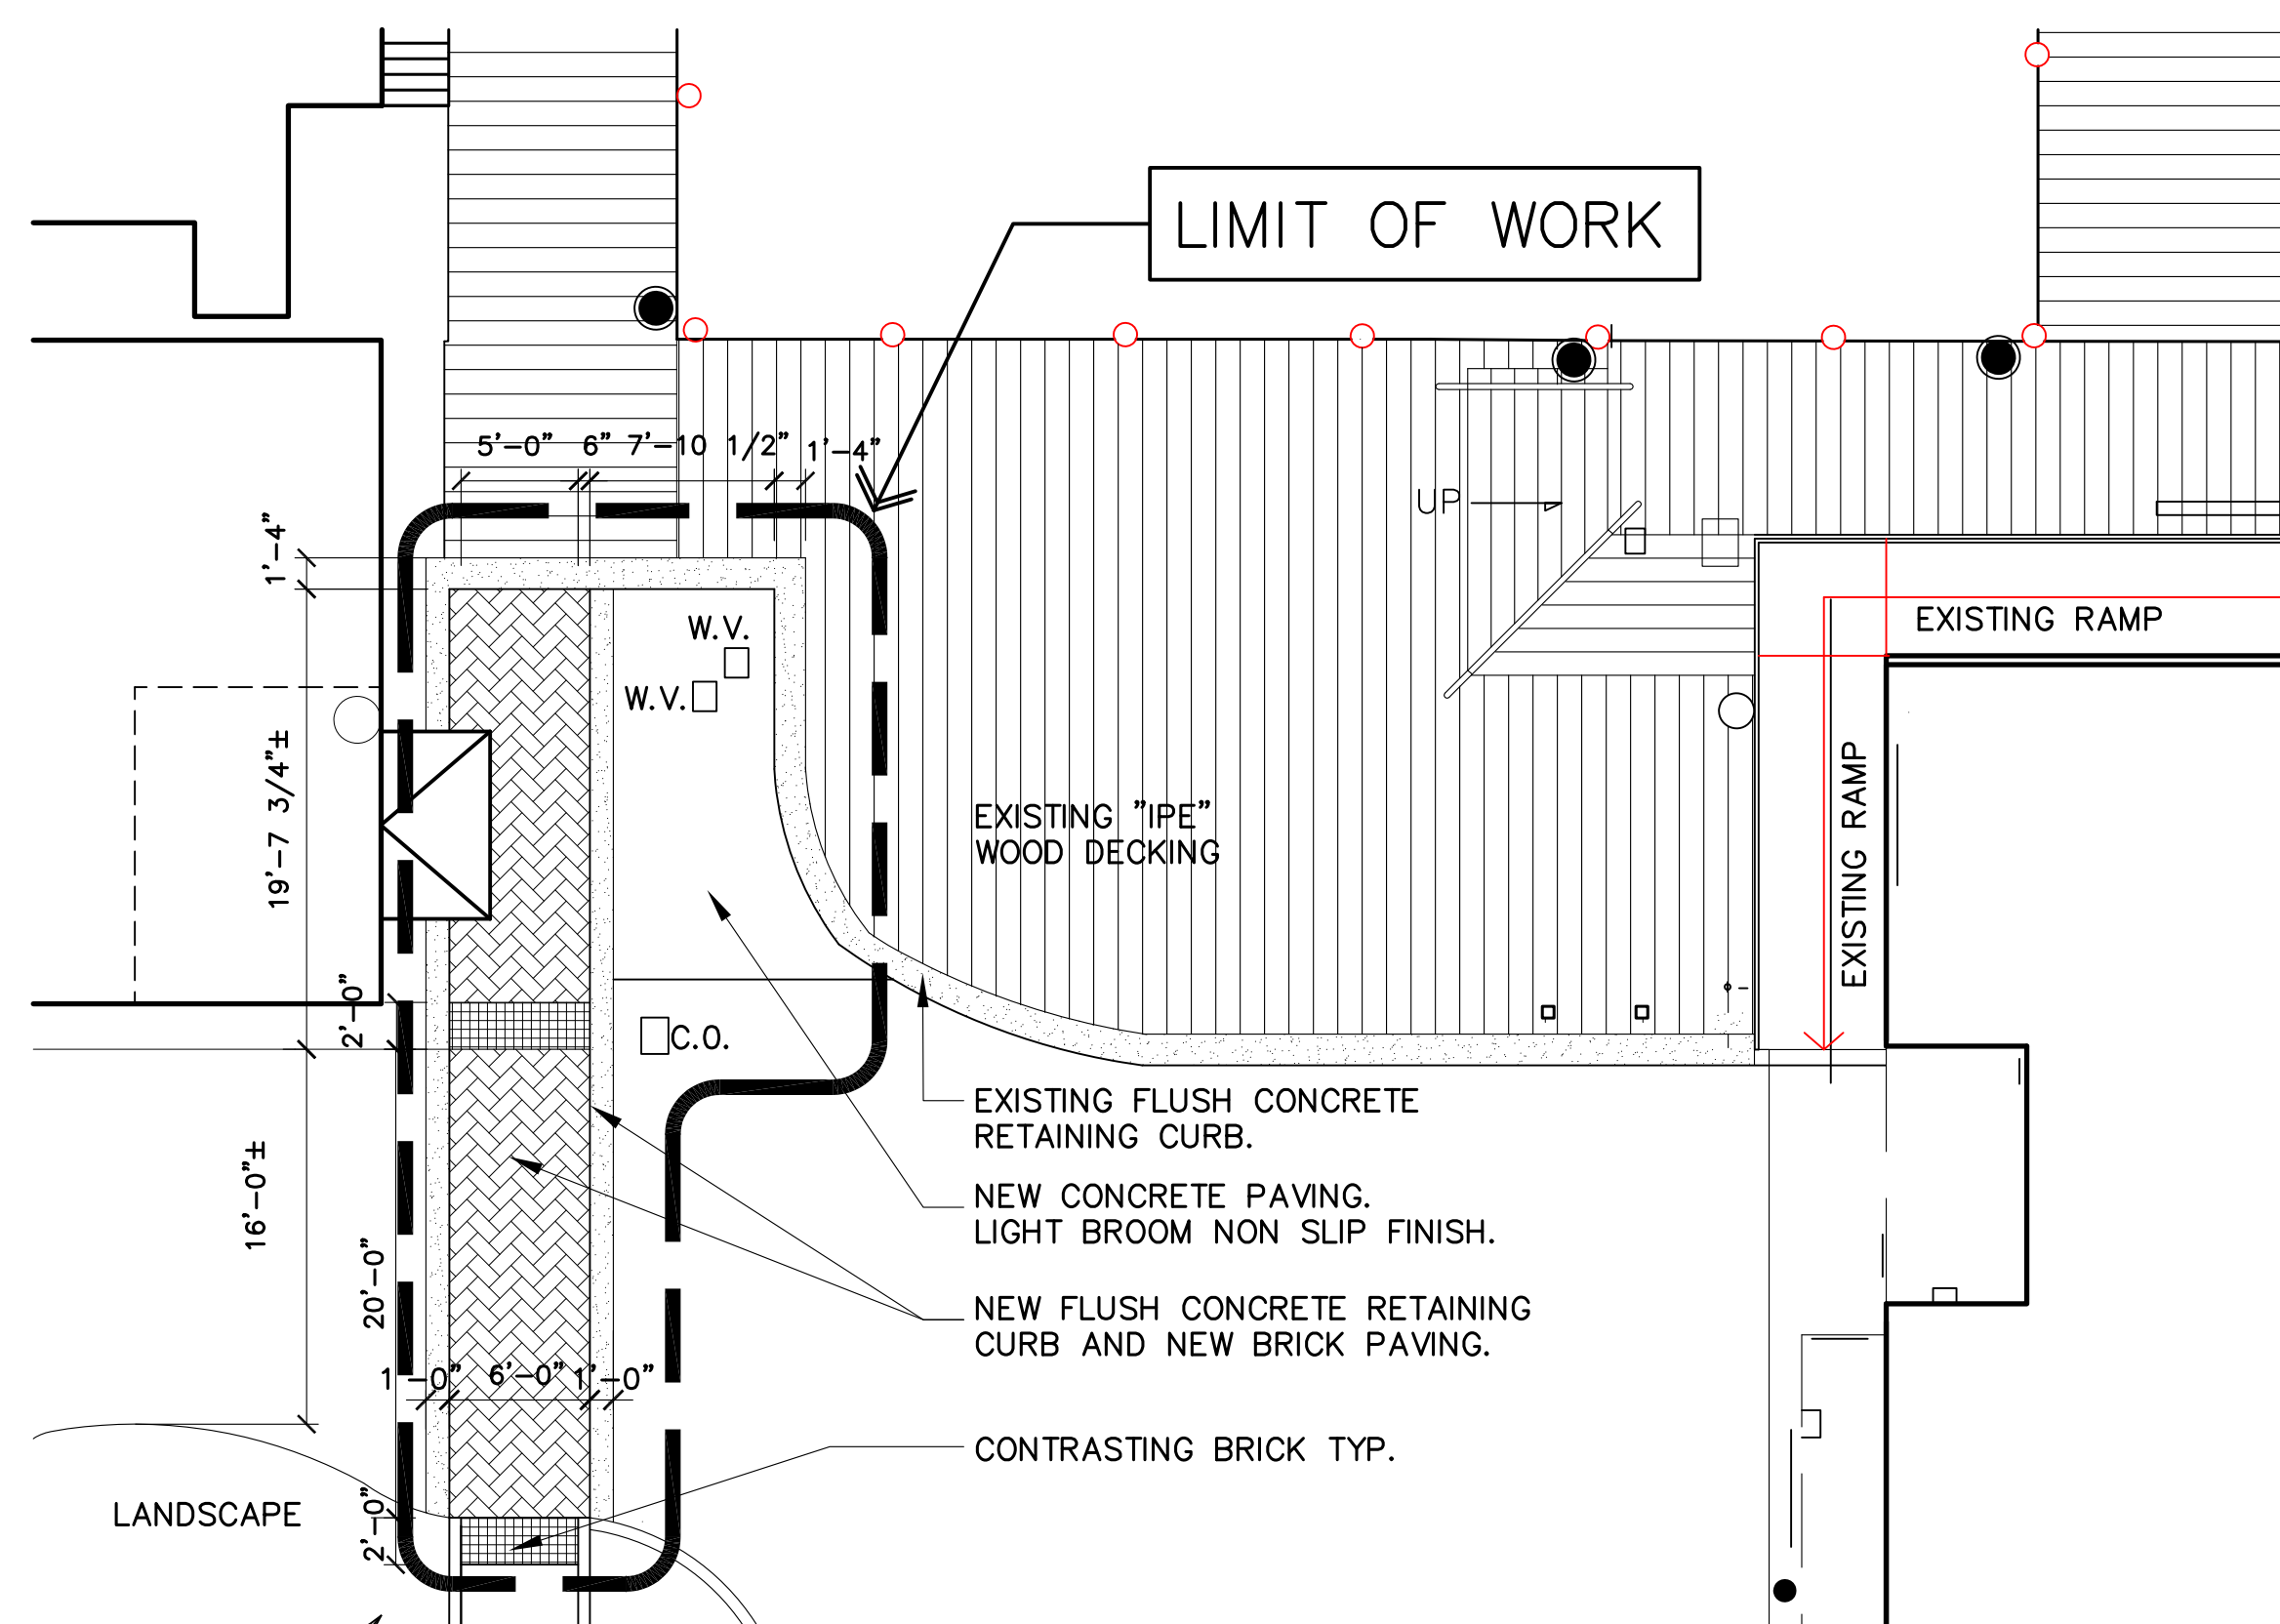 LIMIT OF WORK
5'-0" 6" 7'-10 1/2" 1'-4"
1'-4"
UP
EXISTING RAMP
W.V.
W.V.
19'-7 3/4"±
EXISTING "IPE"
WOOD DECKING
EXISTING RAMP
2'-0"
C.O.
EXISTING FLUSH CONCRETE
RETAINING CURB.
16'-0"±
NEW CONCRETE PAVING.
LIGHT BROOM NON SLIP FINISH.
20'-0"
NEW FLUSH CONCRETE RETAINING
CURB AND NEW BRICK PAVING.
1'-0" 6'-0" 1'-0"
CONTRASTING BRICK TYP.
LANDSCAPE
2'-0"